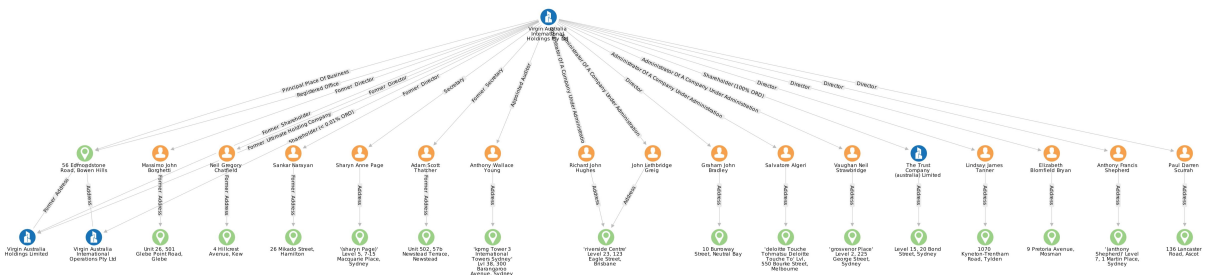 Virgin Australia
International
Holdings Pty Ltd
Principal Place Of Business
Registered Office
Former Director
Former Director
Former Director
Secretary
Former Secretary
Appointed Auditor
Administrator Of A Company Under Administration
Administrator Of A Company Under Administration
Director
Administrator Of A Company Under Administration
Administrator Of A Company Under Administration
Shareholder (100% ORD)
Director
Director
Director
Director
Former Shareholder
Former Ultimate Holding Company
Shareholder (< 0.01% ORD)
56 Edmondstone
Road, Bowen Hills
Massimo John
Borghetti
Neil Gregory
Chatfield
Sankar Narayan
Sharyn Anne Page
Adam Scott
Thatcher
Anthony Wallace
Young
Richard John
Hughes
John Lethbridge
Greig
Graham John
Bradley
Salvatore Algeri
Vaughan Neil
Strawbridge
The Trust
Company
(australia) Limited
Lindsay James
Tanner
Elizabeth
Blomfield Bryan
Anthony Francis
Shepherd
Paul Darren
Scurrah
Former Address
Address
Former Address
Former Address
Former Address
Address
Former Address
Address
Address
Address
Address
Address
Address
Address
Address
Address
Address
Address
Virgin Australia
Holdings Limited
Virgin Australia
International
Operations Pty Ltd
Unit 26, 501
Glebe Point Road,
Glebe
4 Hillcrest
Avenue, Kew
26 Mikado Street,
Hamilton
'(sharyn Page)'
Level 5, 7-15
Macquarie Place,
Sydney
Unit 502, 57b
Newstead Terrace,
Newstead
'kpmg Tower 3
International
Towers Sydney'
Lvl 38, 300
Barangaroo
Avenue, Sydney
'riverside Centre'
Level 23, 123
Eagle Street,
Brisbane
10 Burroway
Street, Neutral Bay
'deloitte Touche
Tohmatsu Deloitte
Touche To' Lvl,
550 Bourke Street,
Melbourne
'grosvenor Place'
Level 2, 225
George Street,
Sydney
Level 15, 20 Bond
Street, Sydney
1070
Kyneton-Trentham
Road, Tylden
9 Pretoria Avenue,
Mosman
'(anthony
Shepherd)' Level
7, 1 Martin Place,
Sydney
136 Lancaster
Road, Ascot